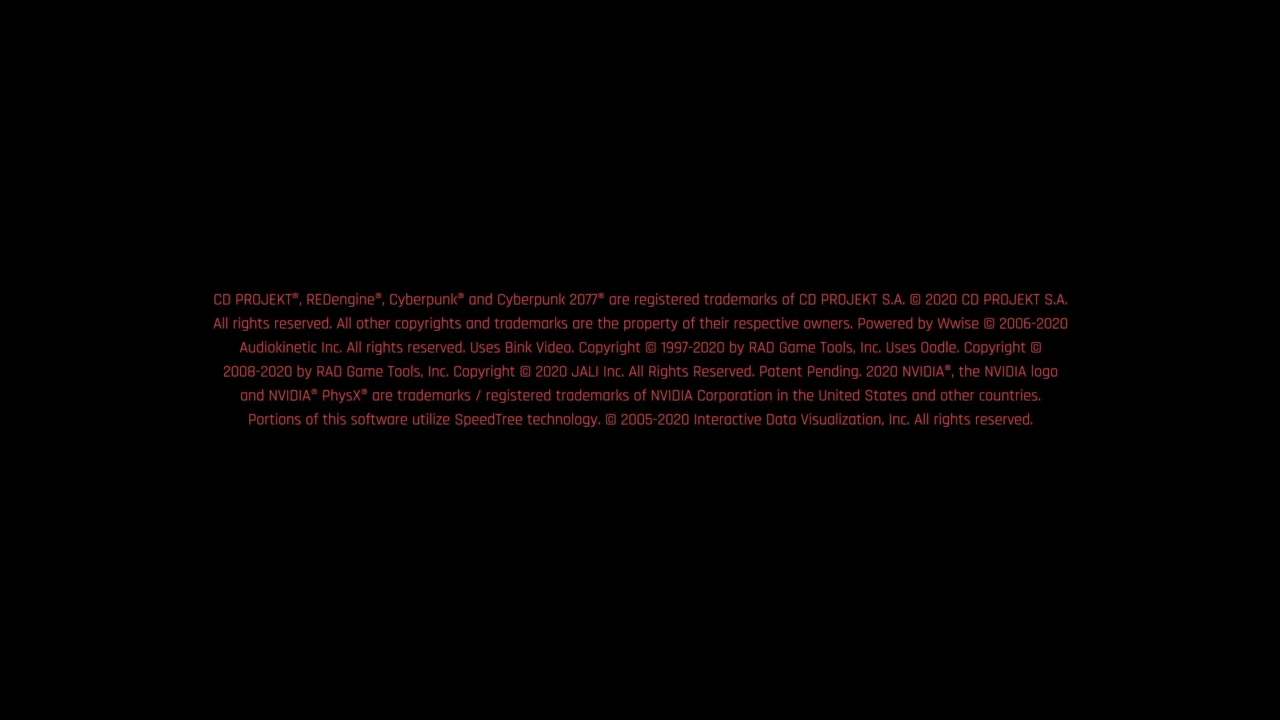 CD PROJEKT®, REDengine®, Cyberpunk® and Cyberpunk 2077® are registered trademarks of CD PROJEKT S.A. © 2020 CD PROJEKT S.A.
All rights reserved. All other copyrights and trademarks are the property of their respective owners. Powered by Wwise © 2006-2020
Audiokinetic Inc. All rights reserved. Uses Bink Video. Copyright © 1997-2020 by RAD Game Tools, Inc. Uses Oodle. Copyright ©
2008-2020 by RAD Game Tools, Inc. Copyright © 2020 JALI Inc. All Rights Reserved. Patent Pending. 2020 NVIDIA®, the NVIDIA logo
and NVIDIA® PhysX® are trademarks / registered trademarks of NVIDIA Corporation in the United States and other countries.
Portions of this software utilize SpeedTree technology. © 2005-2020 Interactive Data Visualization, Inc. All rights reserved.